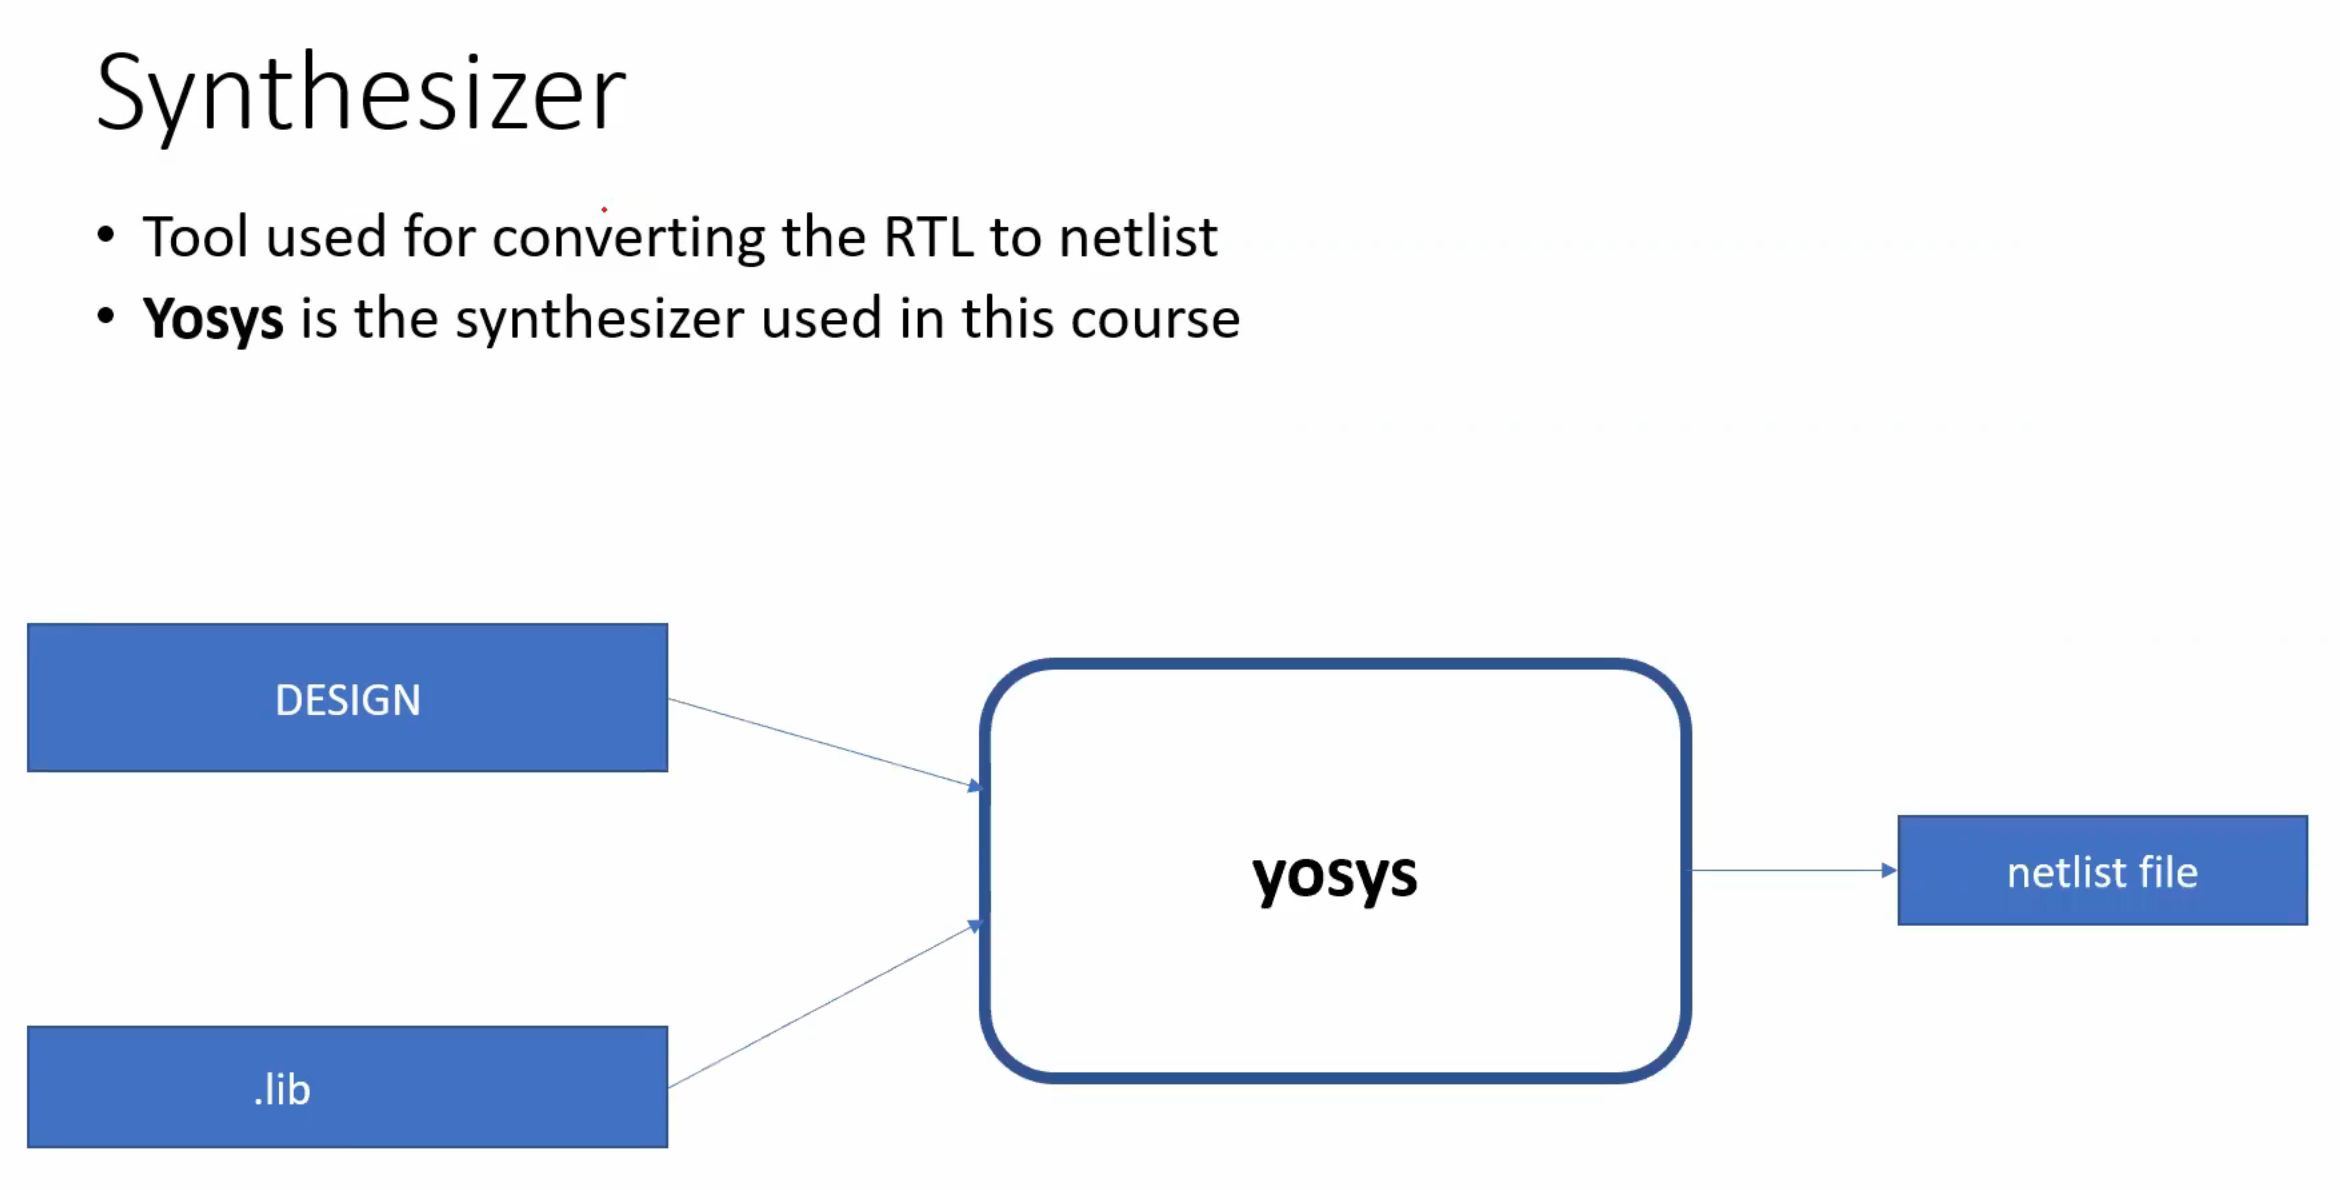 Synthesizer
• Tool used for converting the RTL to netlist
• Yosys is the synthesizer used in this course
DESIGN
yosys
netlist file
.lib